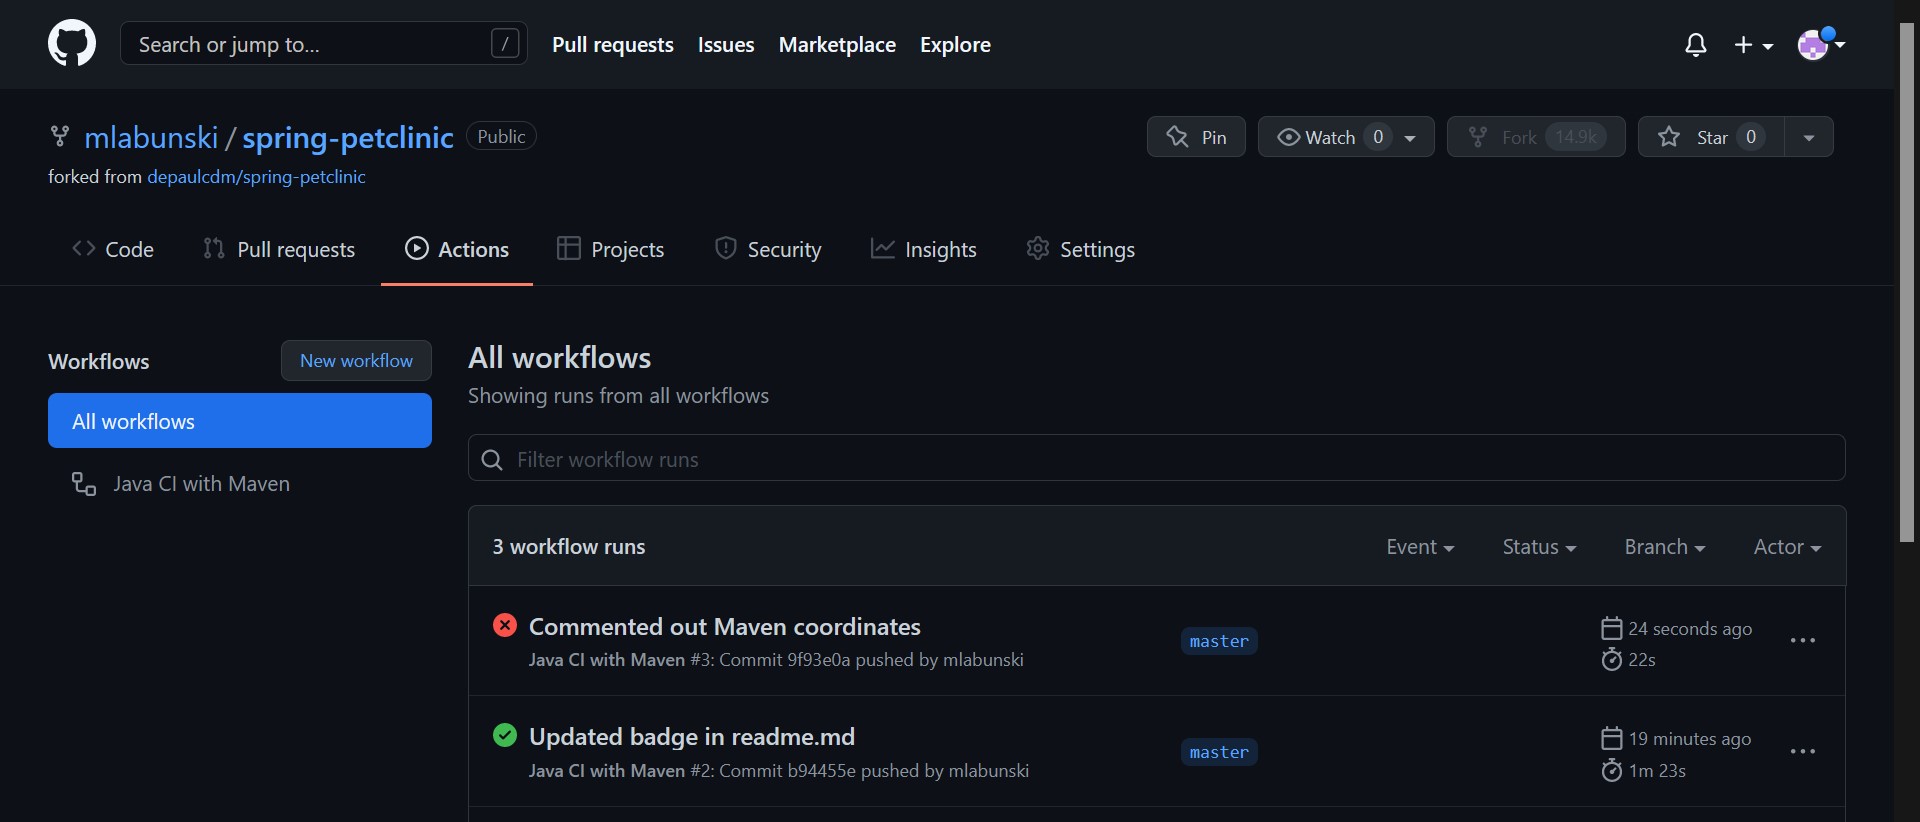 Search or jump to... /
Pull requests Issues Marketplace Explore
mlabunski / spring-petclinic Public
Pin Watch 0 Fork 14.9k Star 0
forked from depaulcdm/spring-petclinic
Code Pull requests Actions Projects Security Insights Settings
Workflows New workflow
All workflows
Java CI with Maven
All workflows
Showing runs from all workflows
Filter workflow runs
3 workflow runs Event Status Branch Actor
Commented out Maven coordinates
Java CI with Maven #3: Commit 9f93e0a pushed by mlabunski
master
24 seconds ago
22s
Updated badge in readme.md
Java CI with Maven #2: Commit b94455e pushed by mlabunski
master
19 minutes ago
1m 23s